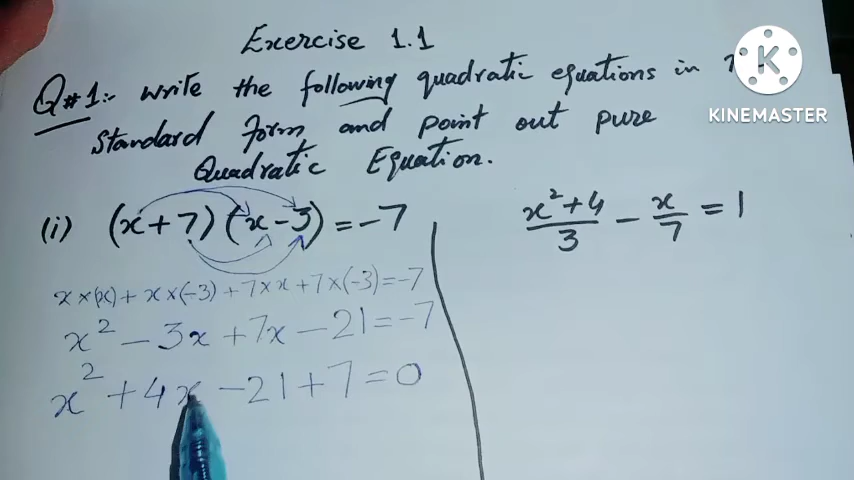 Exercise 1.1
Q#1:- Write the following quadratic equations in
Standard form and point out pure
Quadratic Equation.
(i) (x+7)(x-3)=-7
x×(x)+x×(-3)+7×x+7×(-3)=-7
x² - 3x + 7x - 21 = -7
x² + 4x - 21 + 7 = 0
(x²+4)/3 - x/7 = 1
K
KINEMASTER